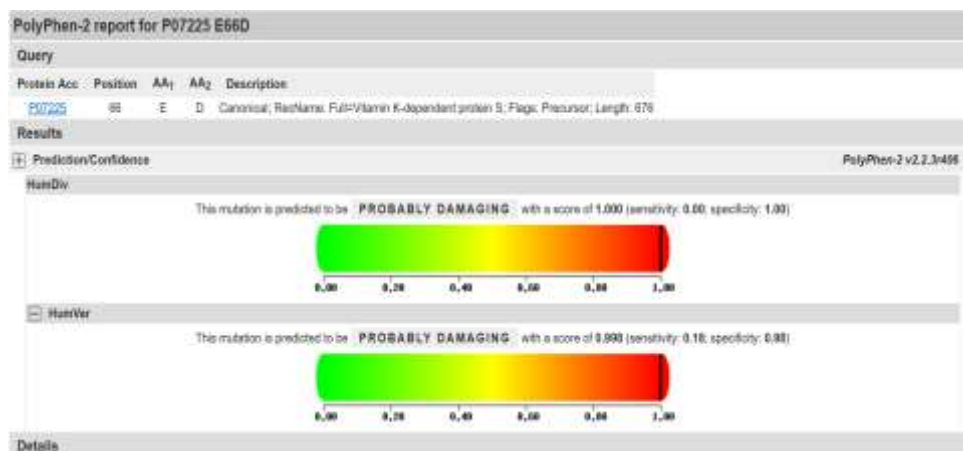 PolyPhen-2 report for P07225 E66D
Query
Protein Acc Position AA1 AA2 Description
P07225 66 E D Canonical; RecName: Full=Vitamin K-dependent protein S; Flags: Precursor; Length: 676
Results
+ Prediction/Confidence PolyPhen-2 v2.2.3r406
HumDiv
This mutation is predicted to be PROBABLY DAMAGING with a score of 1.000 (sensitivity: 0.00; specificity: 1.00)
0,00 0,20 0,40 0,60 0,80 1,00
HumVar
This mutation is predicted to be PROBABLY DAMAGING with a score of 0.998 (sensitivity: 0.18; specificity: 0.98)
0,00 0,20 0,40 0,60 0,80 1,00
Details